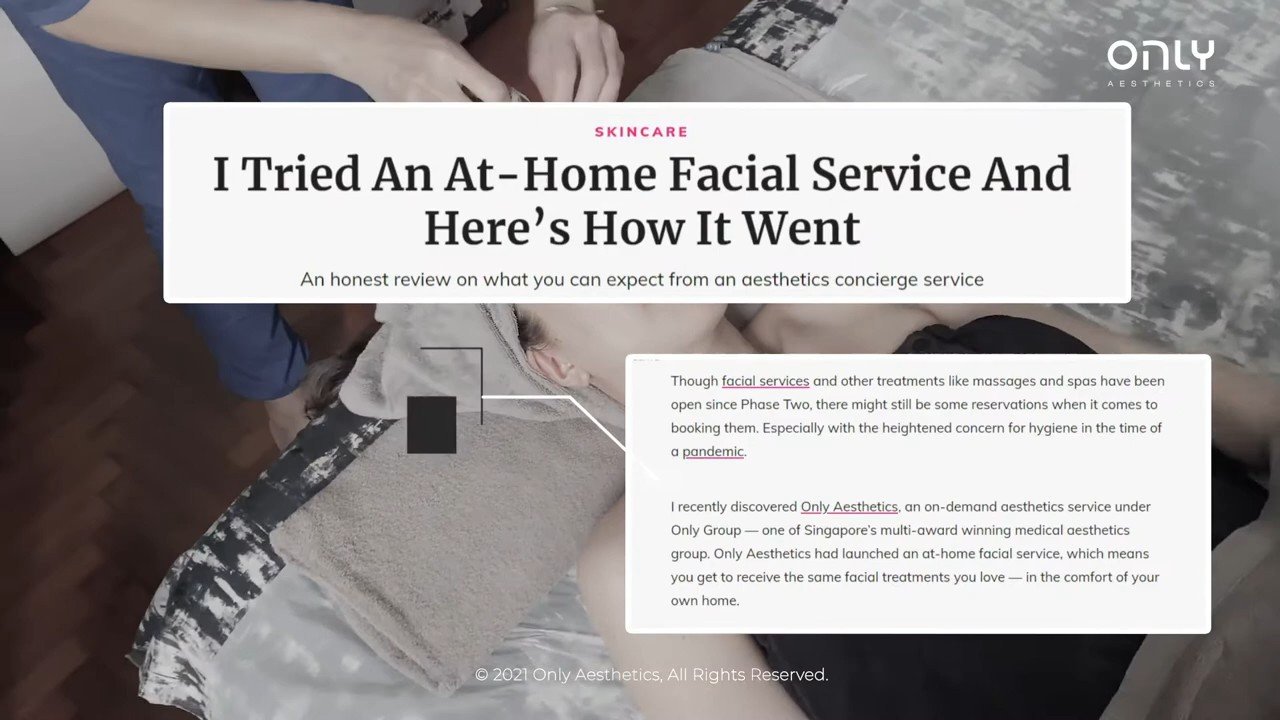 ONLY
AESTHETICS
SKINCARE
I Tried An At-Home Facial Service And
Here’s How It Went
An honest review on what you can expect from an aesthetics concierge service
Though facial services and other treatments like massages and spas have been
open since Phase Two, there might still be some reservations when it comes to
booking them. Especially with the heightened concern for hygiene in the time of
a pandemic.
I recently discovered Only Aesthetics, an on-demand aesthetics service under
Only Group — one of Singapore’s multi-award winning medical aesthetics
group. Only Aesthetics had launched an at-home facial service, which means
you get to receive the same facial treatments you love — in the comfort of your
own home.
© 2021 Only Aesthetics, All Rights Reserved.